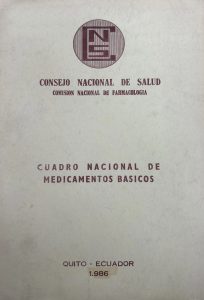 CONSEJO NACIONAL DE SALUD
COMISION NACIONAL DE FARMACOLOGIA
CUADRO NACIONAL DE
MEDICAMENTOS BASICOS
QUITO - ECUADOR
1.986